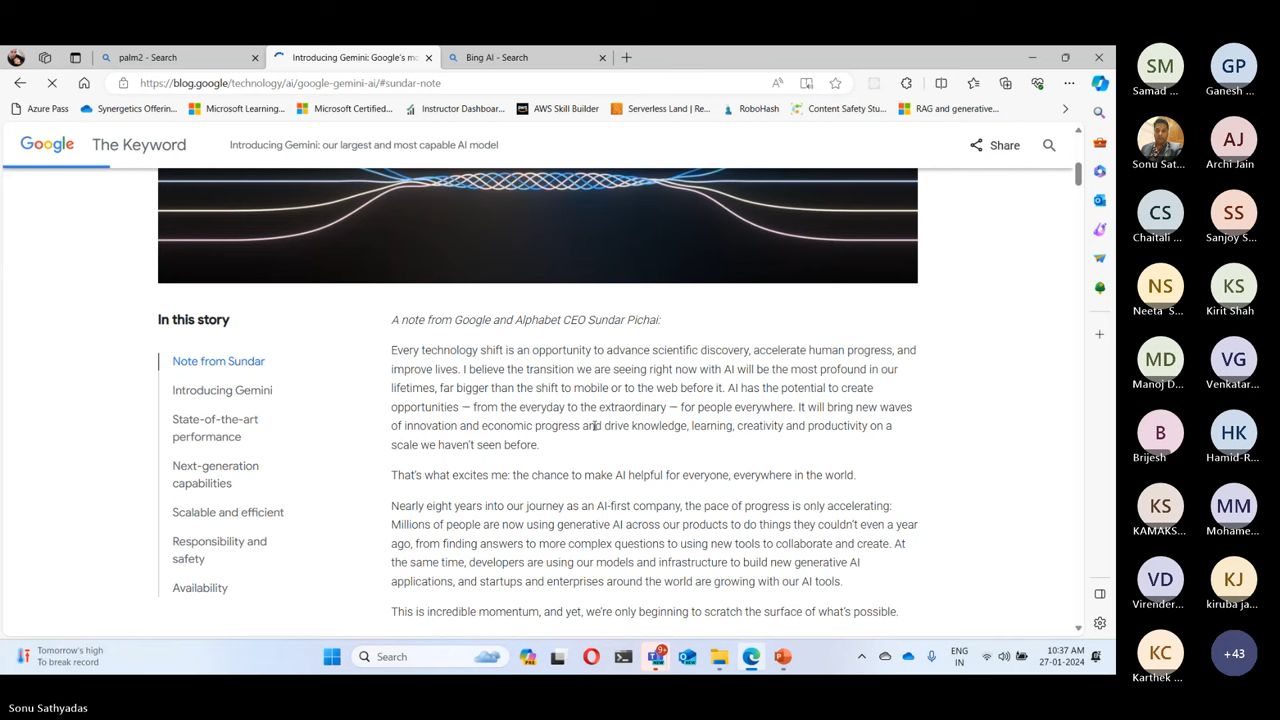 palm2 - Search
Introducing Gemini: Google's mo
Bing AI - Search
https://blog.google/technology/ai/google-gemini-ai/#sundar-note
Azure Pass
Synergetics Offerin...
Microsoft Learning...
Microsoft Certified...
Instructor Dashboar...
AWS Skill Builder
Serverless Land | Re...
RoboHash
Content Safety Stu...
RAG and generative...
Google The Keyword
Introducing Gemini: our largest and most capable AI model
Share
In this story
Note from Sundar
Introducing Gemini
State-of-the-art
performance
Next-generation
capabilities
Scalable and efficient
Responsibility and
safety
Availability
A note from Google and Alphabet CEO Sundar Pichai:
Every technology shift is an opportunity to advance scientific discovery, accelerate human progress, and
improve lives. I believe the transition we are seeing right now with AI will be the most profound in our
lifetimes, far bigger than the shift to mobile or to the web before it. AI has the potential to create
opportunities — from the everyday to the extraordinary — for people everywhere. It will bring new waves
of innovation and economic progress and drive knowledge, learning, creativity and productivity on a
scale we haven't seen before.
That's what excites me: the chance to make AI helpful for everyone, everywhere in the world.
Nearly eight years into our journey as an AI-first company, the pace of progress is only accelerating:
Millions of people are now using generative AI across our products to do things they couldn't even a year
ago, from finding answers to more complex questions to using new tools to collaborate and create. At
the same time, developers are using our models and infrastructure to build new generative AI
applications, and startups and enterprises around the world are growing with our AI tools.
This is incredible momentum, and yet, we're only beginning to scratch the surface of what's possible.
Tomorrow's high
To break record
Search
9+
NEW
NEW
PRE
ENG
IN
10:37 AM
27-01-2024
SM
Samad ...
GP
Ganesh ...
Sonu Sat...
AJ
Archi Jain
CS
Chaitali ...
SS
Sanjoy S...
NS
Neeta S...
KS
Kirit Shah
MD
Manoj D...
VG
Venkatar...
B
Brijesh
HK
Hamid-R...
KS
KAMAKS...
MM
Mohame...
VD
Virender...
KJ
kiruba ja...
KC
Karthek ...
+43
Sonu Sathyadas